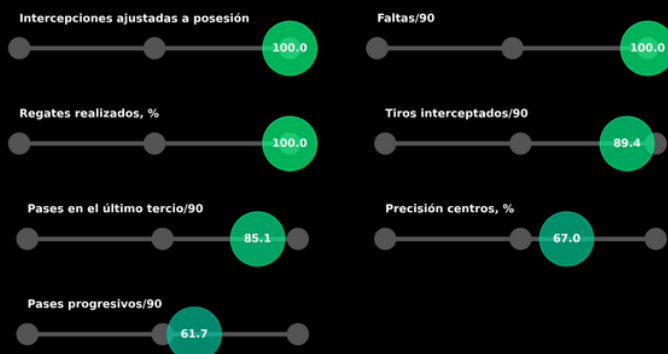 Intercepciones ajustadas a posesión
Faltas/90
100.0
100.0
Regates realizados, %
Tiros interceptados/90
100.0
89.4
Pases en el último tercio/90
Precisión centros, %
85.1
67.0
Pases progresivos/90
61.7